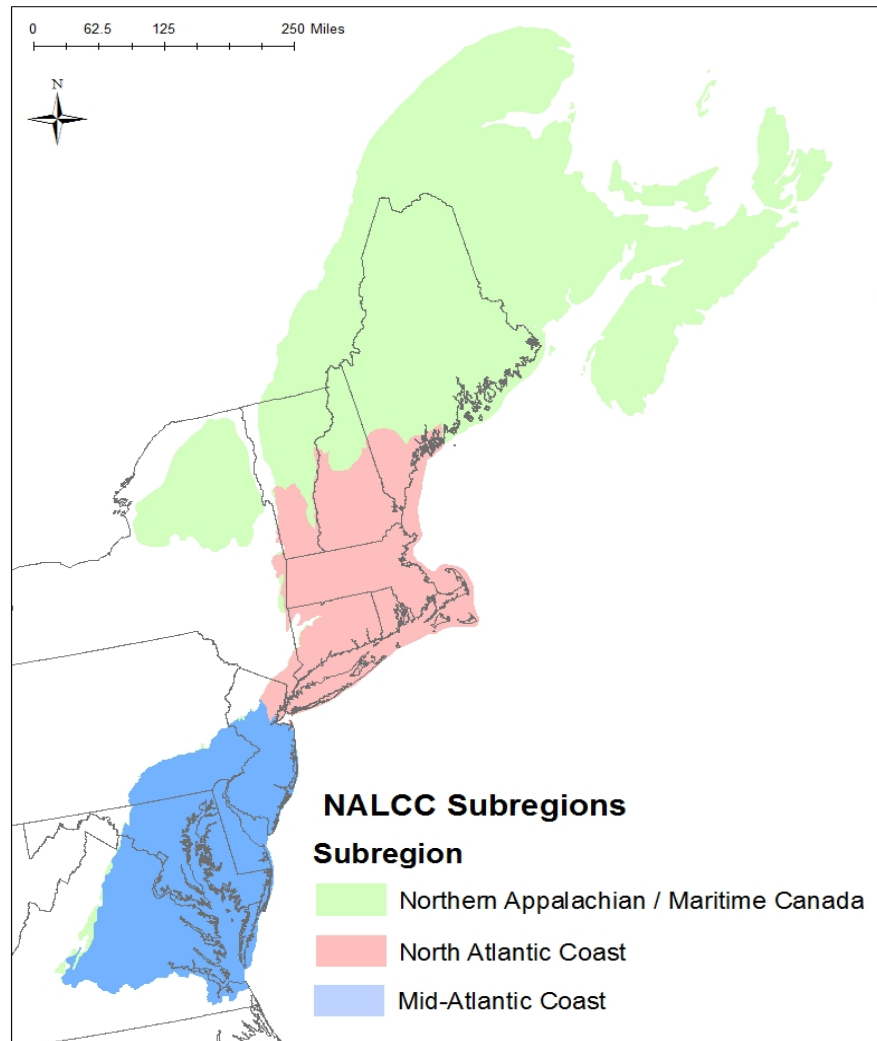 0 62.5 125 250 Miles
N
NALCC Subregions
Subregion
Northern Appalachian / Maritime Canada
North Atlantic Coast
Mid-Atlantic Coast